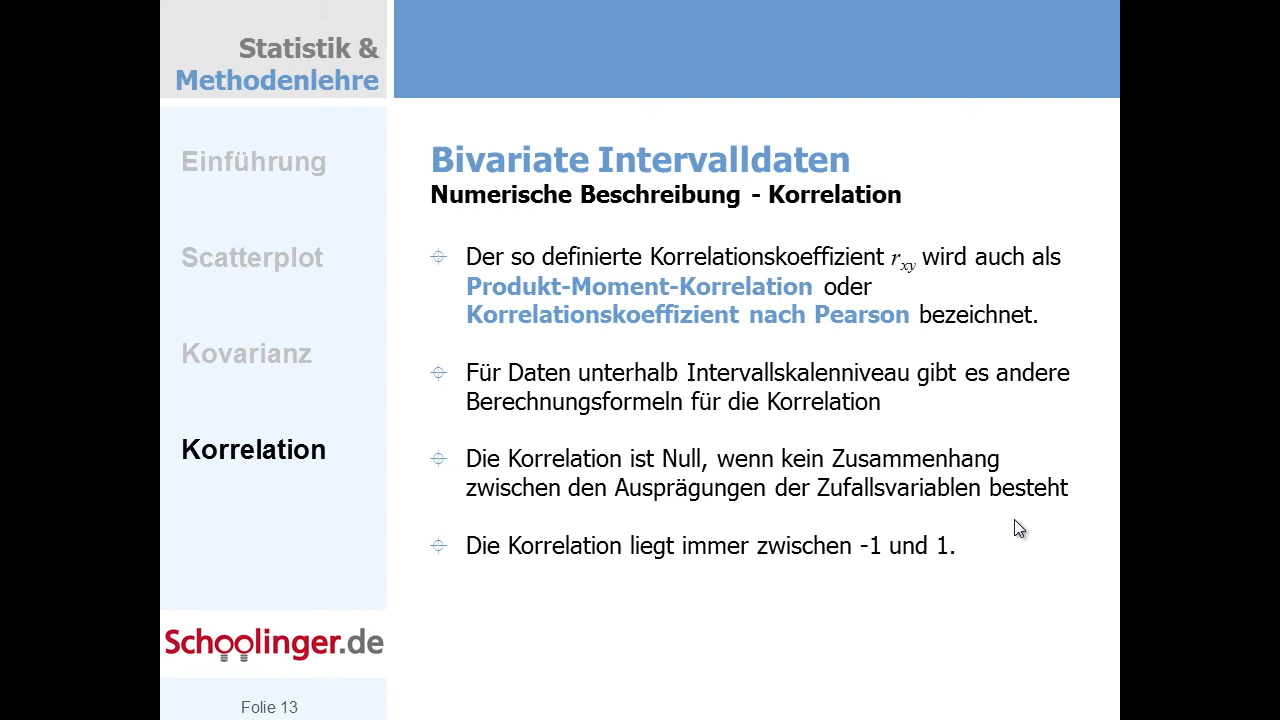 Statistik &
Methodenlehre
Einführung
Scatterplot
Kovarianz
Korrelation
Bivariate Intervalldaten
Numerische Beschreibung - Korrelation
Der so definierte Korrelationskoeffizient rxy wird auch als
Produkt-Moment-Korrelation oder
Korrelationskoeffizient nach Pearson bezeichnet.
Für Daten unterhalb Intervallskalenniveau gibt es andere
Berechnungsformeln für die Korrelation
Die Korrelation ist Null, wenn kein Zusammenhang
zwischen den Ausprägungen der Zufallsvariablen besteht
Die Korrelation liegt immer zwischen -1 und 1.
Schoolinger.de
Folie 13